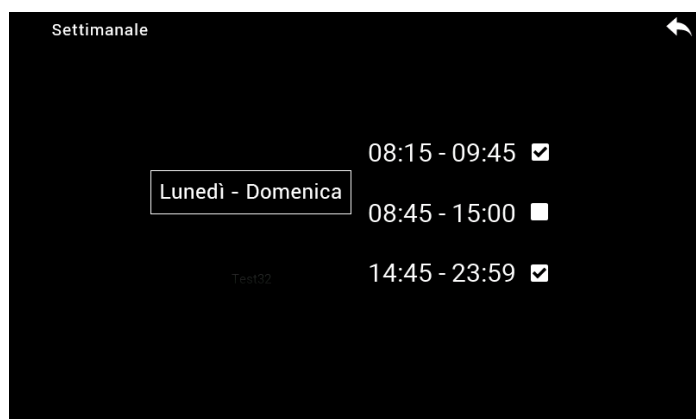 Settimanale
08:15 - 09:45
Lunedì - Domenica
08:45 - 15:00
Test32
14:45 - 23:59